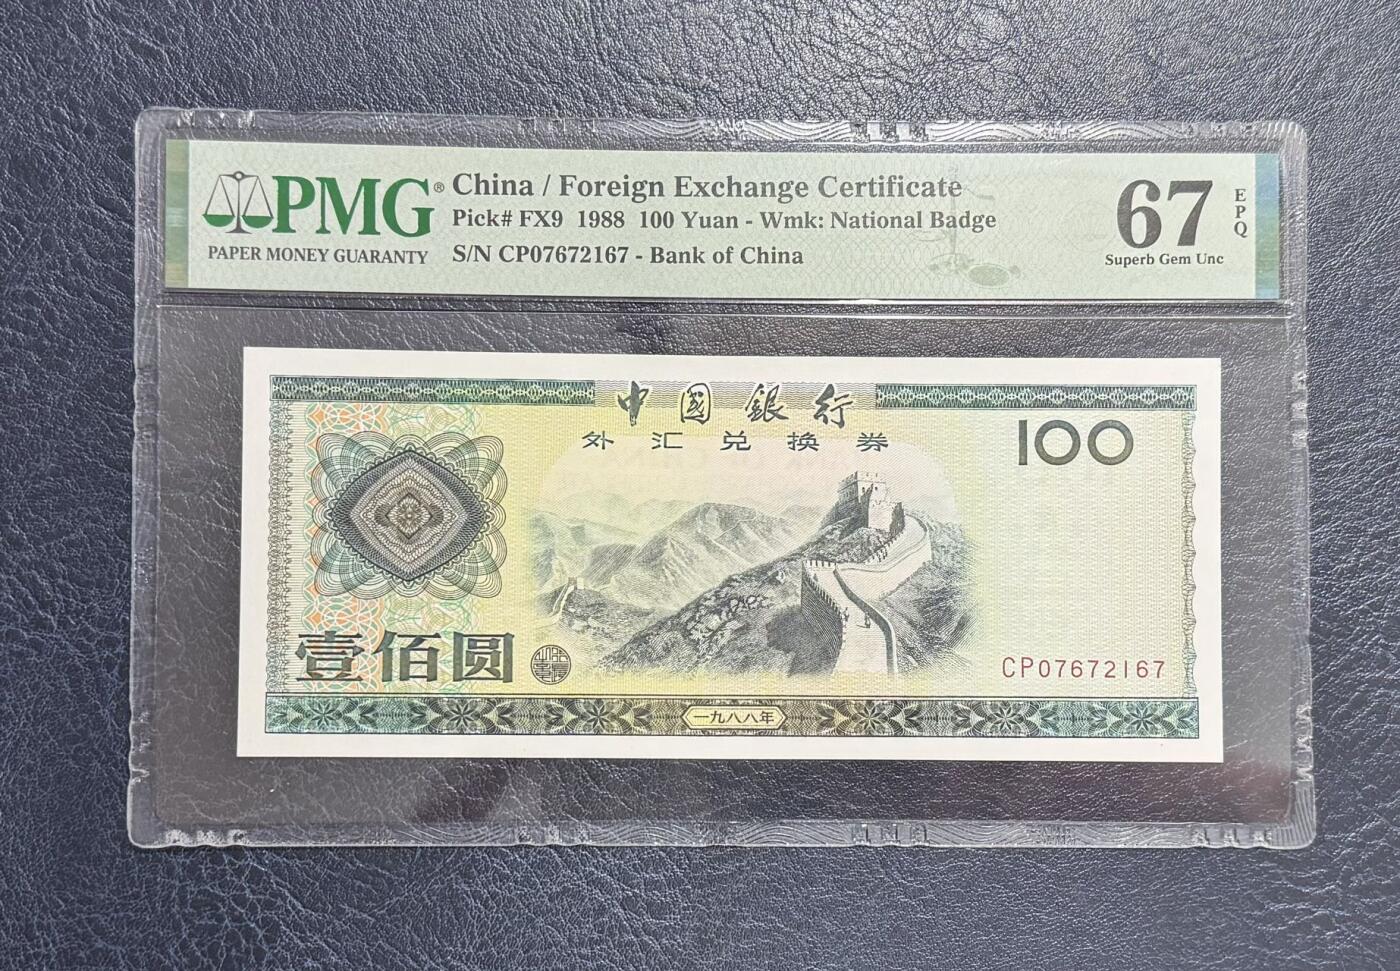 PMG®
PAPER MONEY GUARANTY
China / Foreign Exchange Certificate
Pick# FX9 1988 100 Yuan - Wmk: National Badge
S/N CP07672167 - Bank of China
67
EPQ
Superb Gem Unc
中國銀行
外汇兑换券
100
壹佰圆
CP07672167
一九八八年